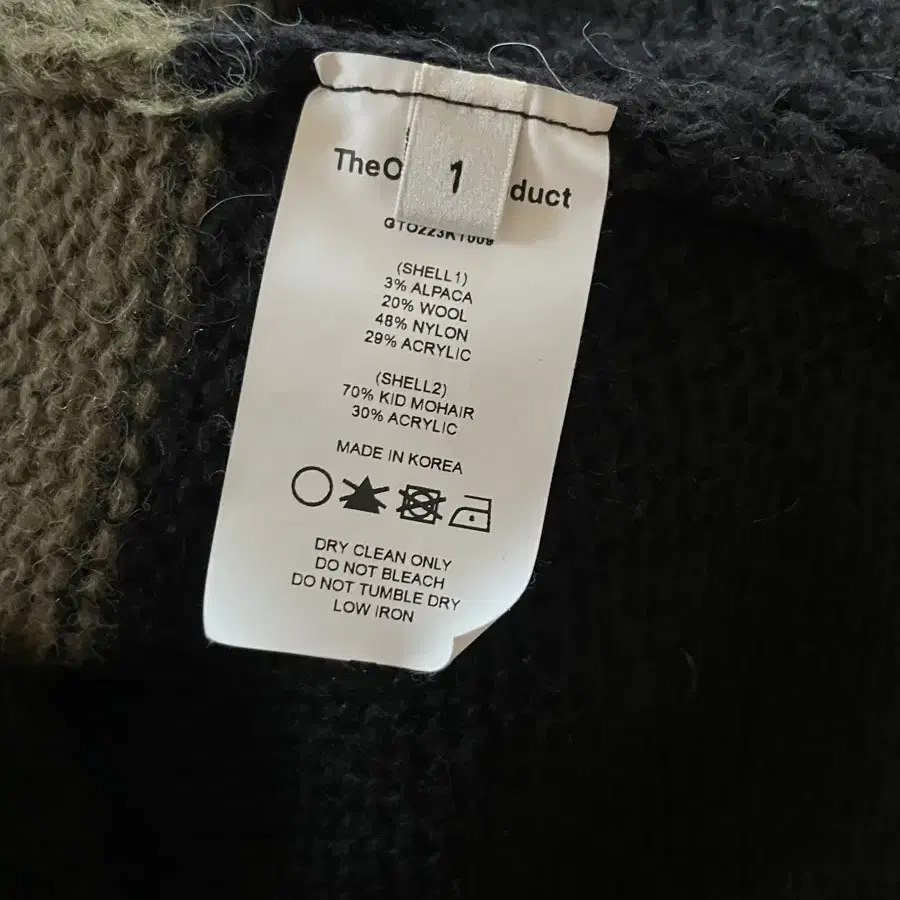 TheO duct
1
GTO223KT009
(SHELL1)
3% ALPACA
20% WOOL
48% NYLON
29% ACRYLIC
(SHELL2)
70% KID MOHAIR
30% ACRYLIC
MADE IN KOREA
DRY CLEAN ONLY
DO NOT BLEACH
DO NOT TUMBLE DRY
LOW IRON